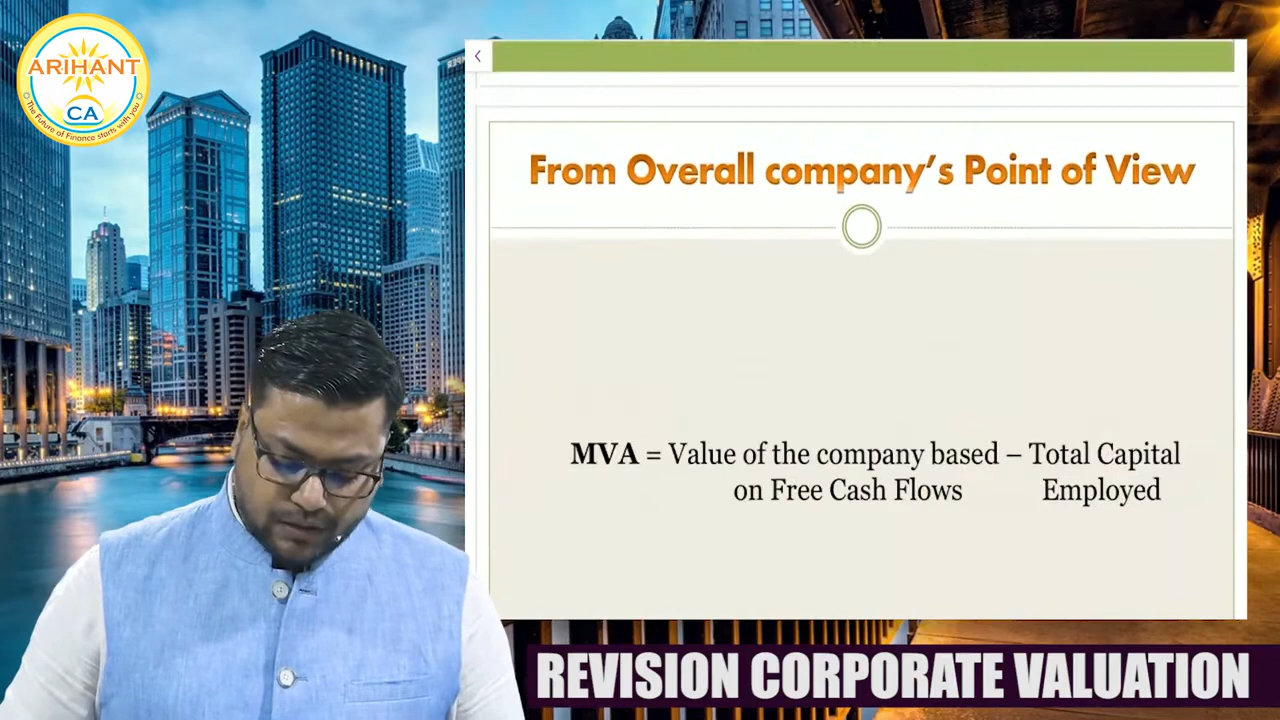 ARIHANT
CA
The Future of Finance starts with you
From Overall company's Point of View
MVA = Value of the company based – Total Capital
on Free Cash Flows Employed
REVISION CORPORATE VALUATION